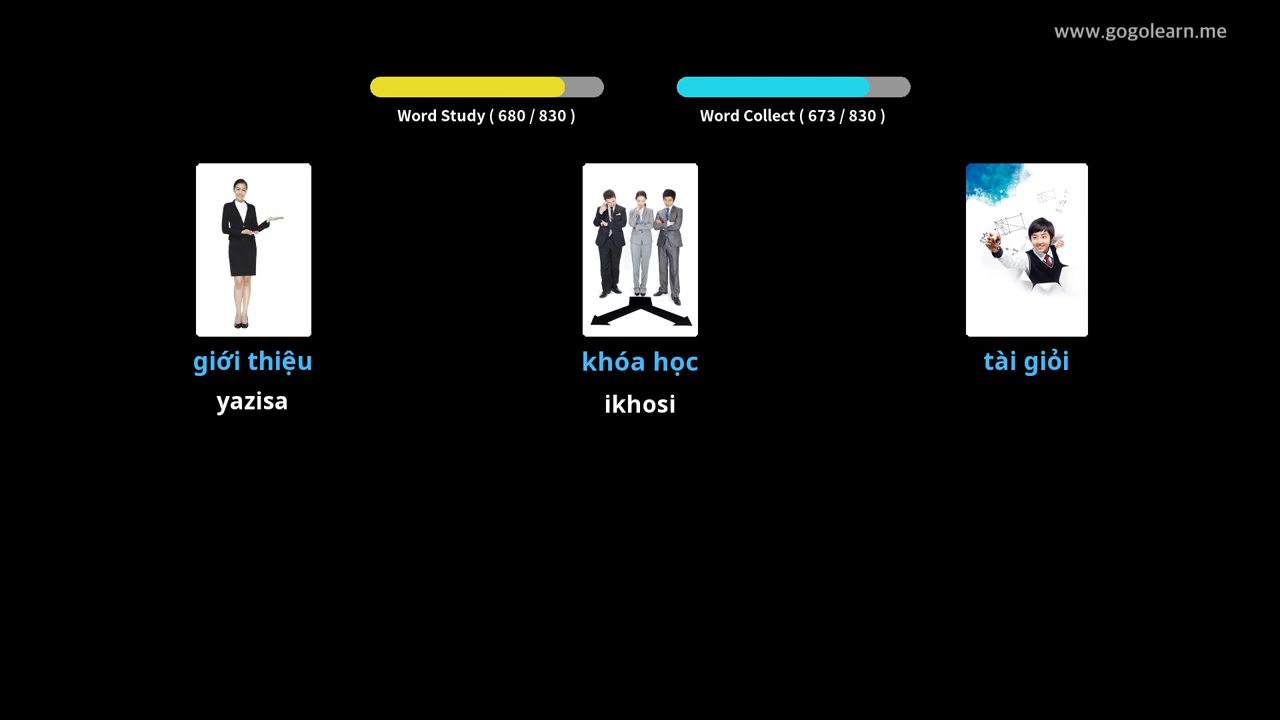 www.gogolearn.me
Word Study ( 680 / 830 )
Word Collect ( 673 / 830 )
giới thiệu
khóa học
tài giỏi
yazisa
ikhosi